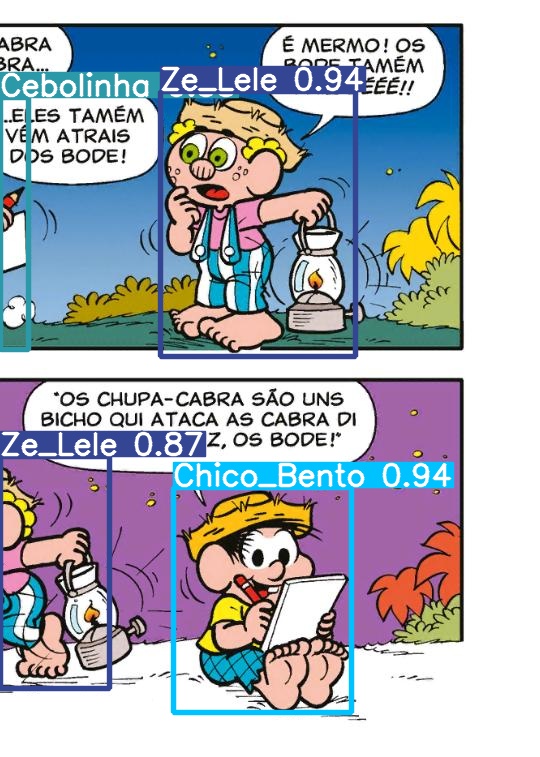 ABRA
BRA...
É MERMO! OS
BODE TAMÉM
ÉÉÉ!!
Cebolinha
Ze_Lele 0.94
...ELES TAMÉM
VÊM ATRAIS
DOS BODE!
"OS CHUPA-CABRA SÃO UNS
BICHO QUI ATACA AS CABRA DI
Z, OS BODE!"
Ze_Lele 0.87
Chico_Bento 0.94